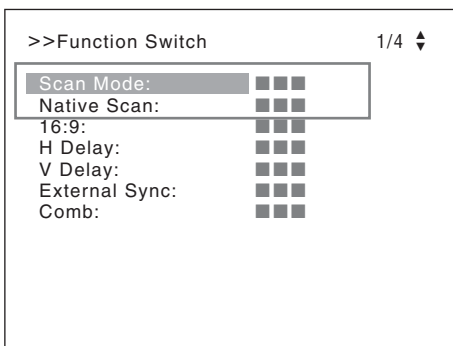 >>Function Switch 1/4
Scan Mode: ■■■
Native Scan: ■■■
16:9: ■■■
H Delay: ■■■
V Delay: ■■■
External Sync: ■■■
Comb: ■■■